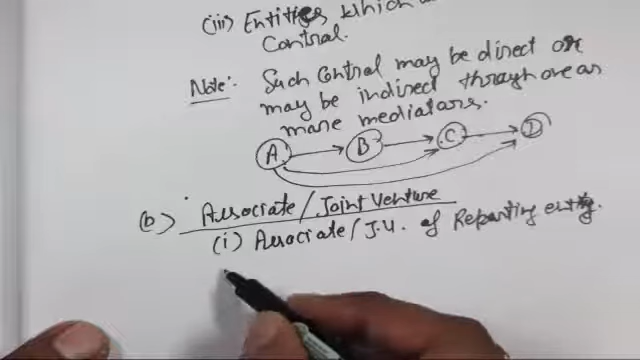 (iii) Entities which
Control.
Note:- Such Control may be direct or
may be indirect through one or
more mediators.
A B C D
(b) Associate/Joint Venture
(i) Associate/J.V. of Reporting entity.